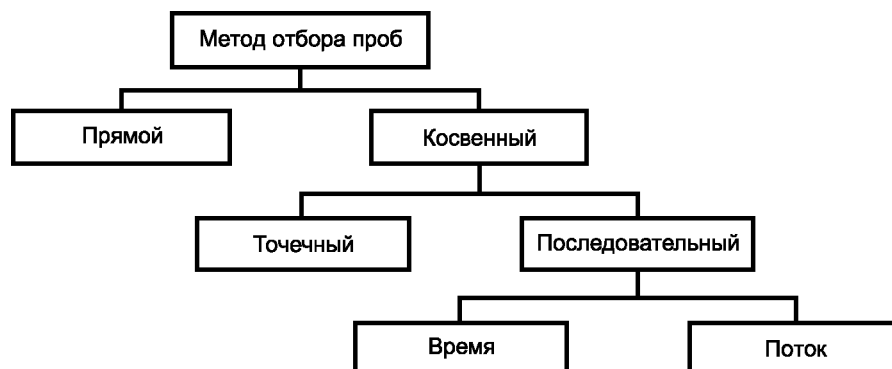 Метод отбора проб
Прямой
Косвенный
Точечный
Последовательный
Время
Поток